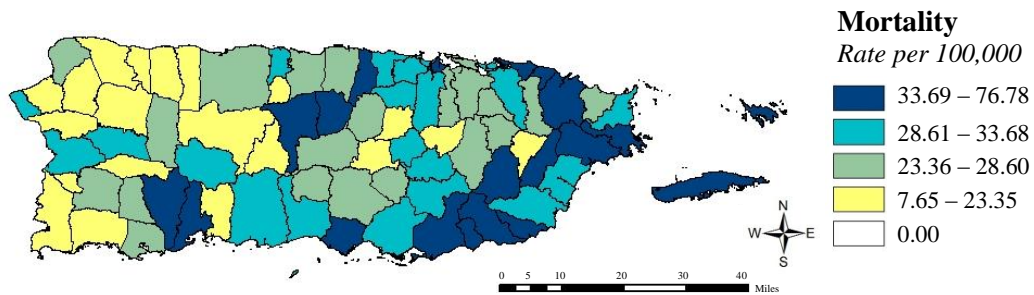 Mortality
Rate per 100,000
33.69 – 76.78
28.61 – 33.68
23.36 – 28.60
7.65 – 23.35
0.00
N
W E
S
0 5 10 20 30 40
Miles